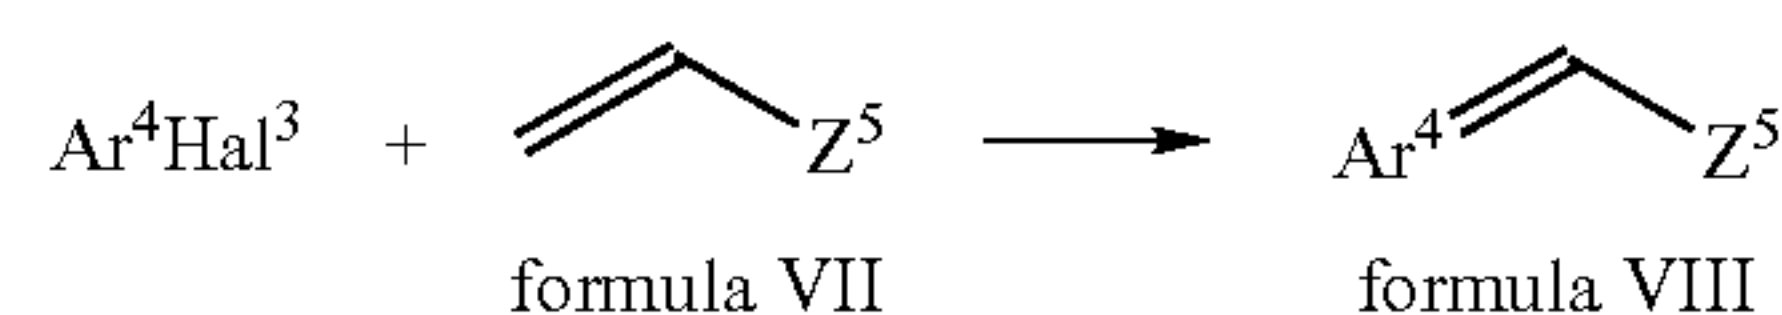 Ar⁴Hal³ + Z⁵ Ar⁴ Z⁵
formula VII formula VIII